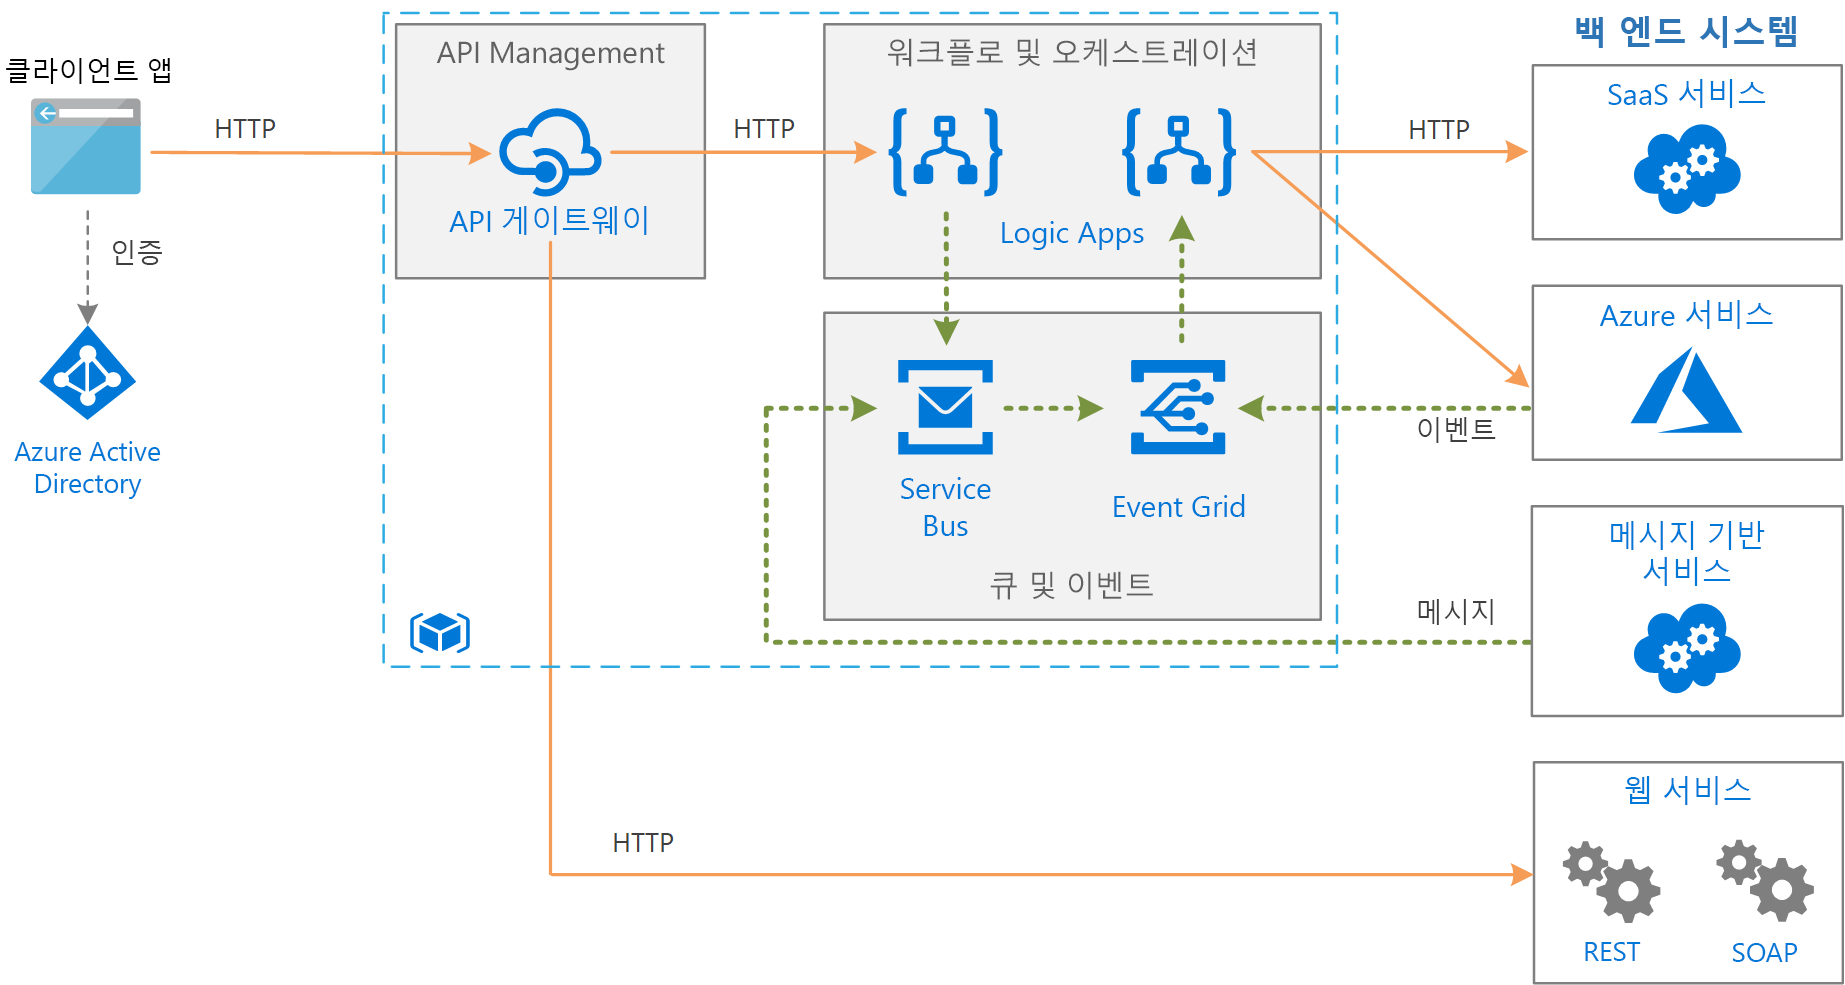 클라이언트 앱
HTTP
인증
Azure Active
Directory
API Management
API 게이트웨이
HTTP
워크플로 및 오케스트레이션
Logic Apps
Service
Bus
Event Grid
큐 및 이벤트
HTTP
이벤트
메시지
HTTP
백 엔드 시스템
SaaS 서비스
Azure 서비스
메시지 기반
서비스
웹 서비스
REST
SOAP